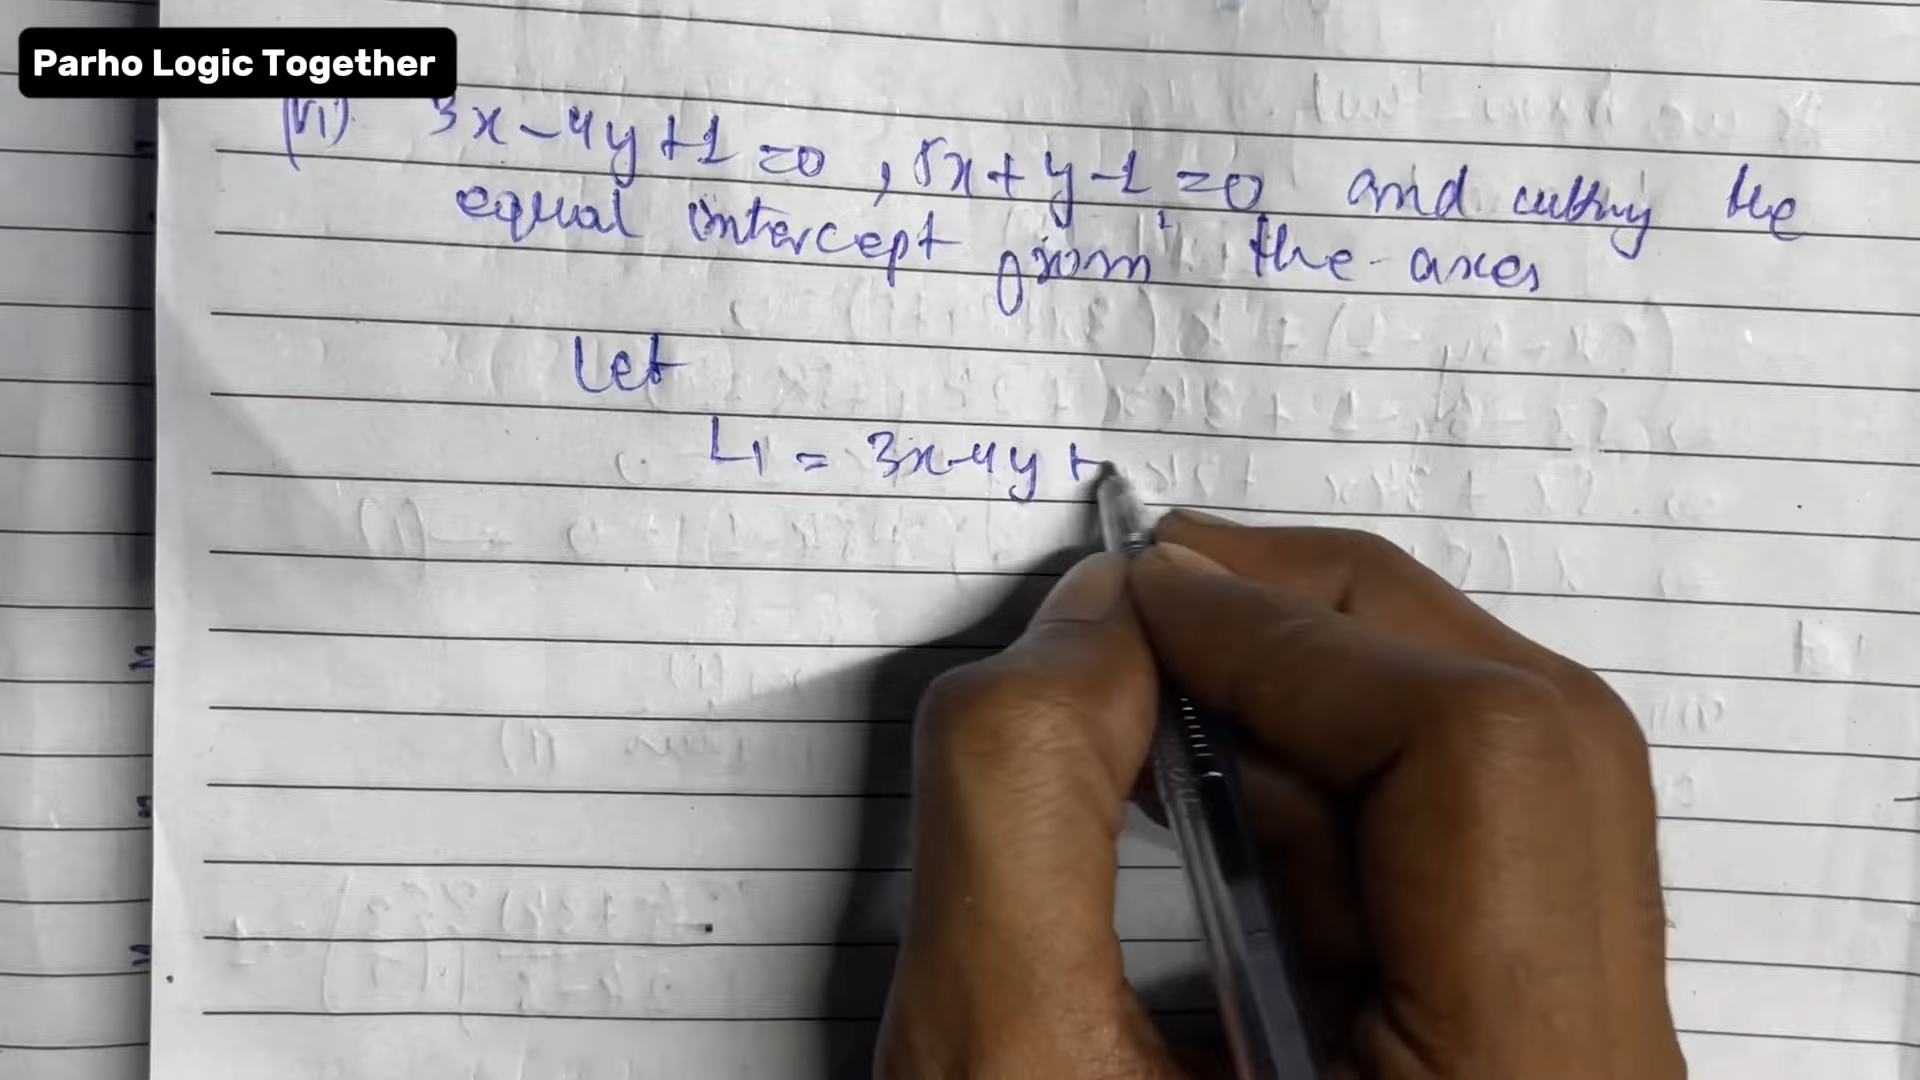 Parho Logic Together
(vi) 3x-4y+1=0, 5x+y-1=0 and cutting the
equal intercept from the axes
Let
L1 = 3x-4y +